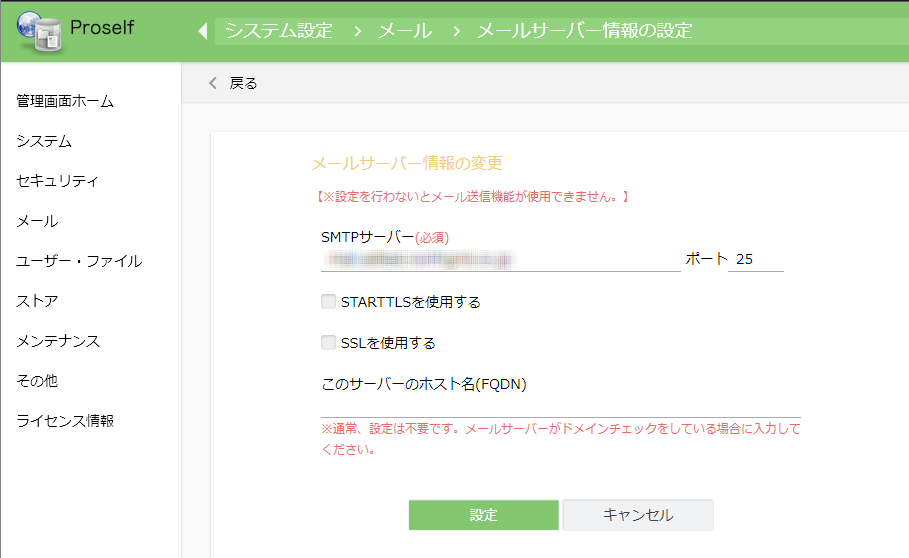 Proself
システム設定 > メール > メールサーバー情報の設定
戻る
管理画面ホーム
システム
セキュリティ
メール
ユーザー・ファイル
ストア
メンテナンス
その他
ライセンス情報
メールサーバー情報の変更
【※設定を行わないとメール送信機能が使用できません。】
SMTPサーバー(必須)
ポート 25
STARTTLSを使用する
SSLを使用する
このサーバーのホスト名(FQDN)
※通常、設定は不要です。メールサーバーがドメインチェックをしている場合に入力して
ください。
設定 キャンセル